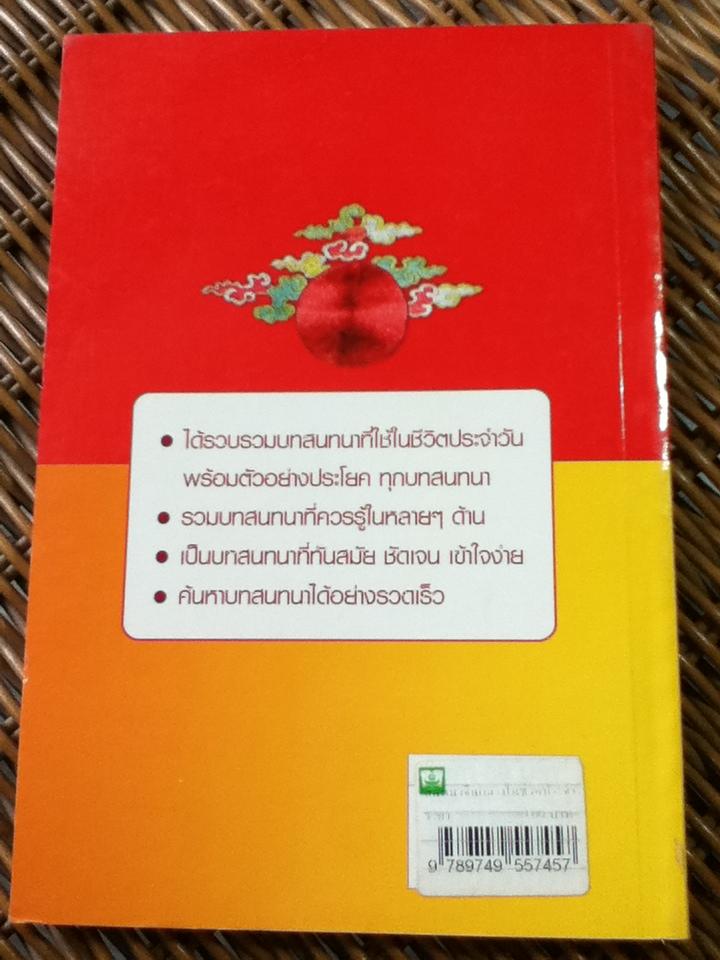 ● ได้รวบรวมบทสนทนาที่ใช้ในชีวิตประจำวัน
พร้อมตัวอย่างประโยค ทุกบทสนทนา
● รวมบทสนทนาที่ควรรู้ในหลายๆ ด้าน
● เป็นบทสนทนาที่ทันสมัย ชัดเจน เข้าใจง่าย
● ค้นหาบทสนทนาได้อย่างรวดเร็ว
9 789749 557457